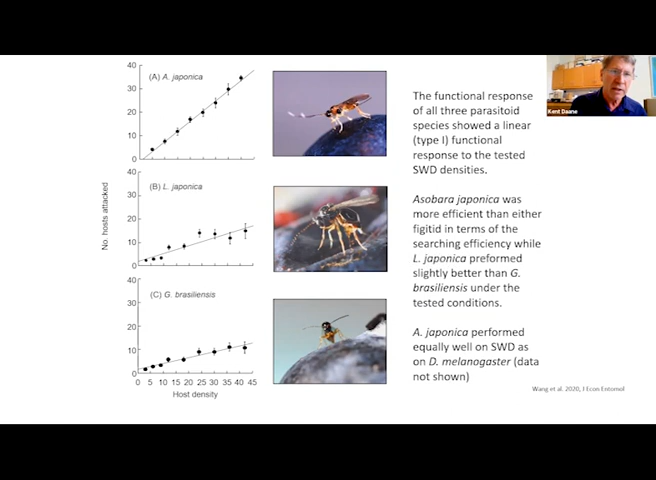 40
30
20
10
0
(A) A. japonica
40
30
20
10
0
(B) L. japonica
40
30
20
10
0
(C) G. brasiliensis
No. hosts attacked
0 3 5 10 15 20 25 30 35 40 45
Host density
The functional response
of all three parasitoid
species showed a linear
(type I) functional
response to the tested
SWD densities.
Asobara japonica was
more efficient than either
figitid in terms of the
searching efficiency while
L. japonica preformed
slightly better than G.
brasiliensis under the
tested conditions.
A. japonica performed
equally well on SWD as
on D. melanogaster (data
not shown)
Wang et al. 2020, J Econ Entomol
Kent Daane